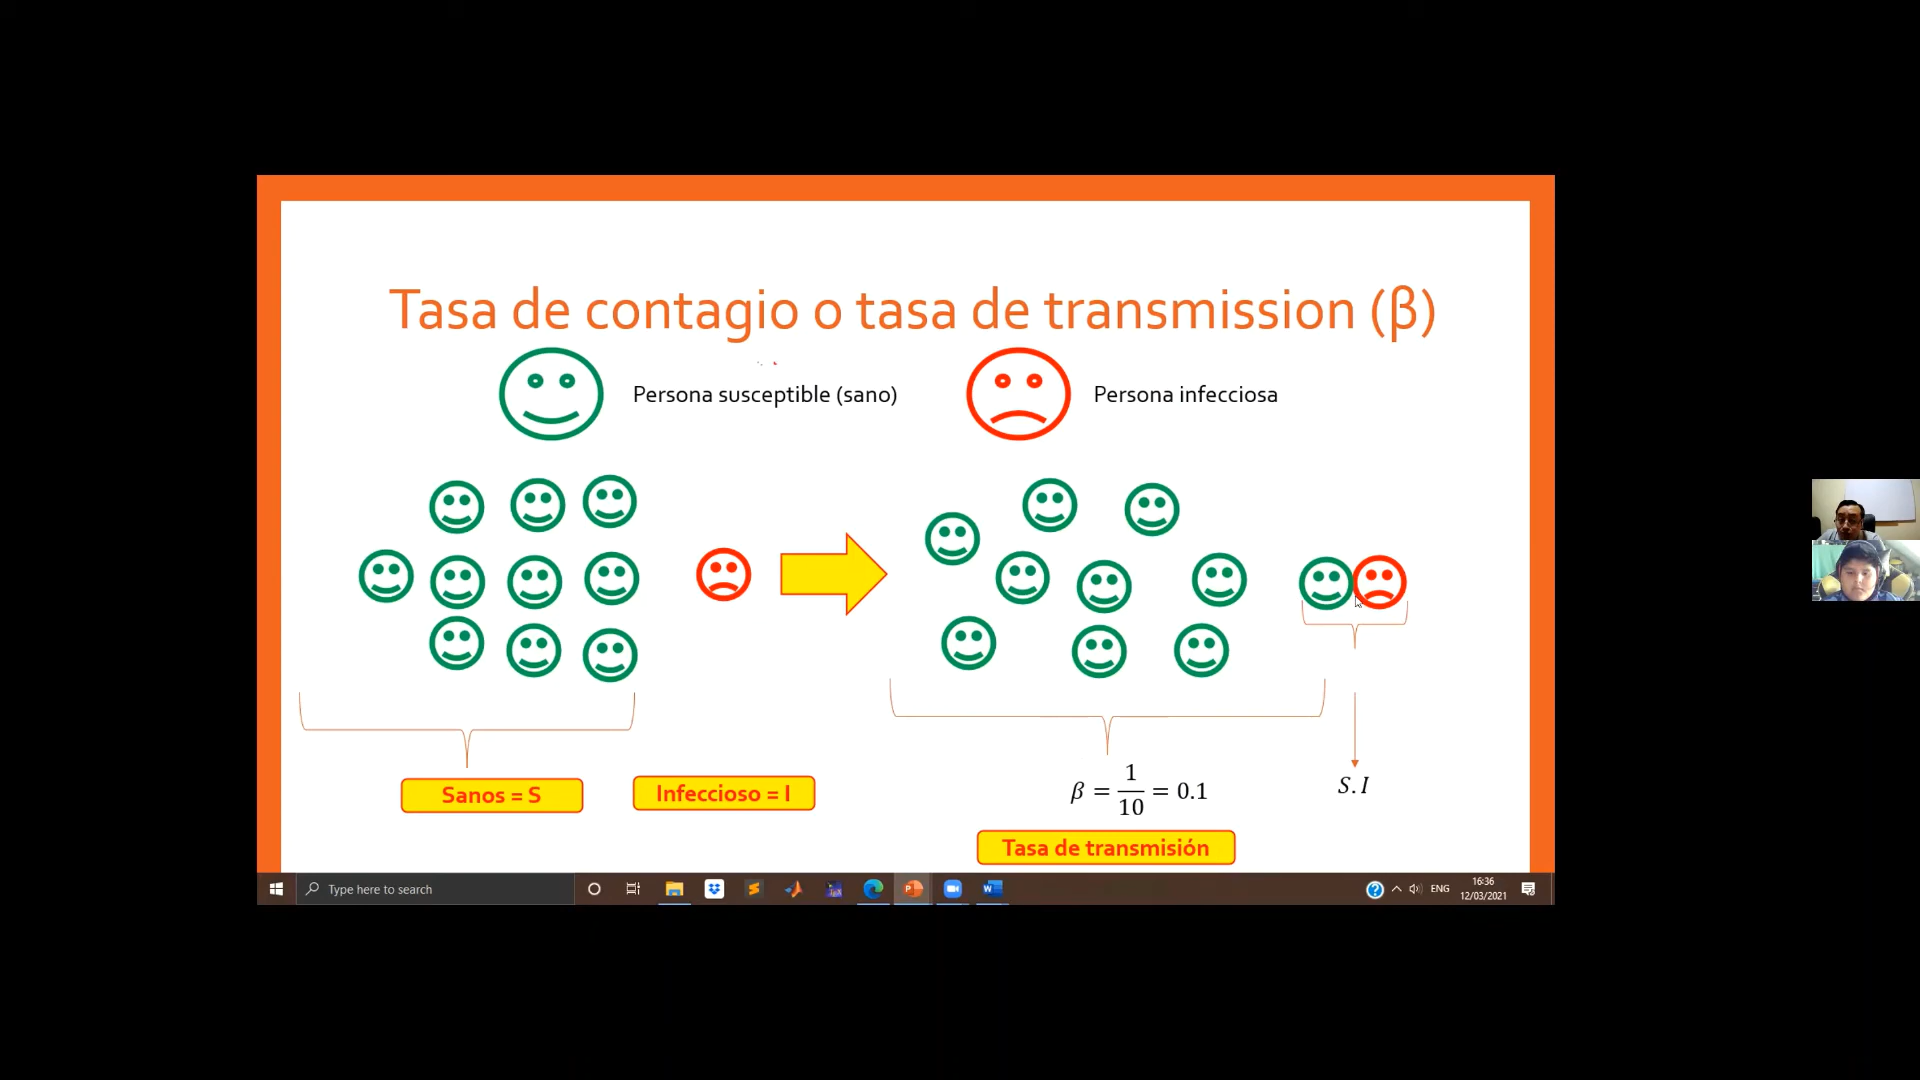 Tasa de contagio o tasa de transmission (β)
Persona susceptible (sano)
Persona infecciosa
Sanos = S
Infeccioso = I
β = 1/10 = 0.1
S.I
Tasa de transmisión
Type here to search
ENG
16:36
12/03/2021